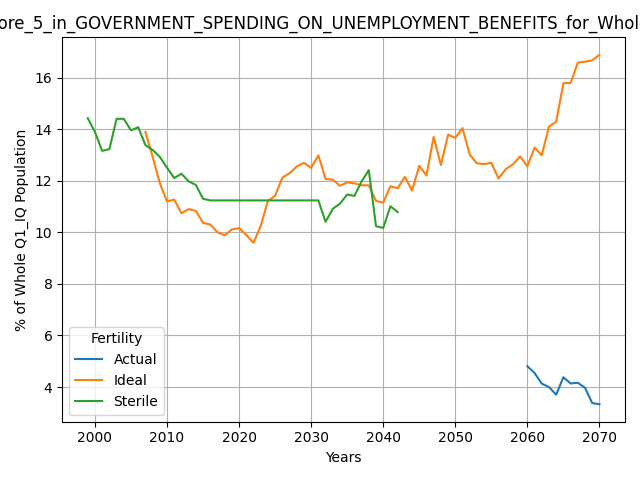 ore_5_in_GOVERNMENT_SPENDING_ON_UNEMPLOYMENT_BENEFITS_for_Whol
% of Whole Q1_IQ Population
16
14
12
10
8
6
4
Fertility
Actual
Ideal
Sterile
2000 2010 2020 2030 2040 2050 2060 2070
Years